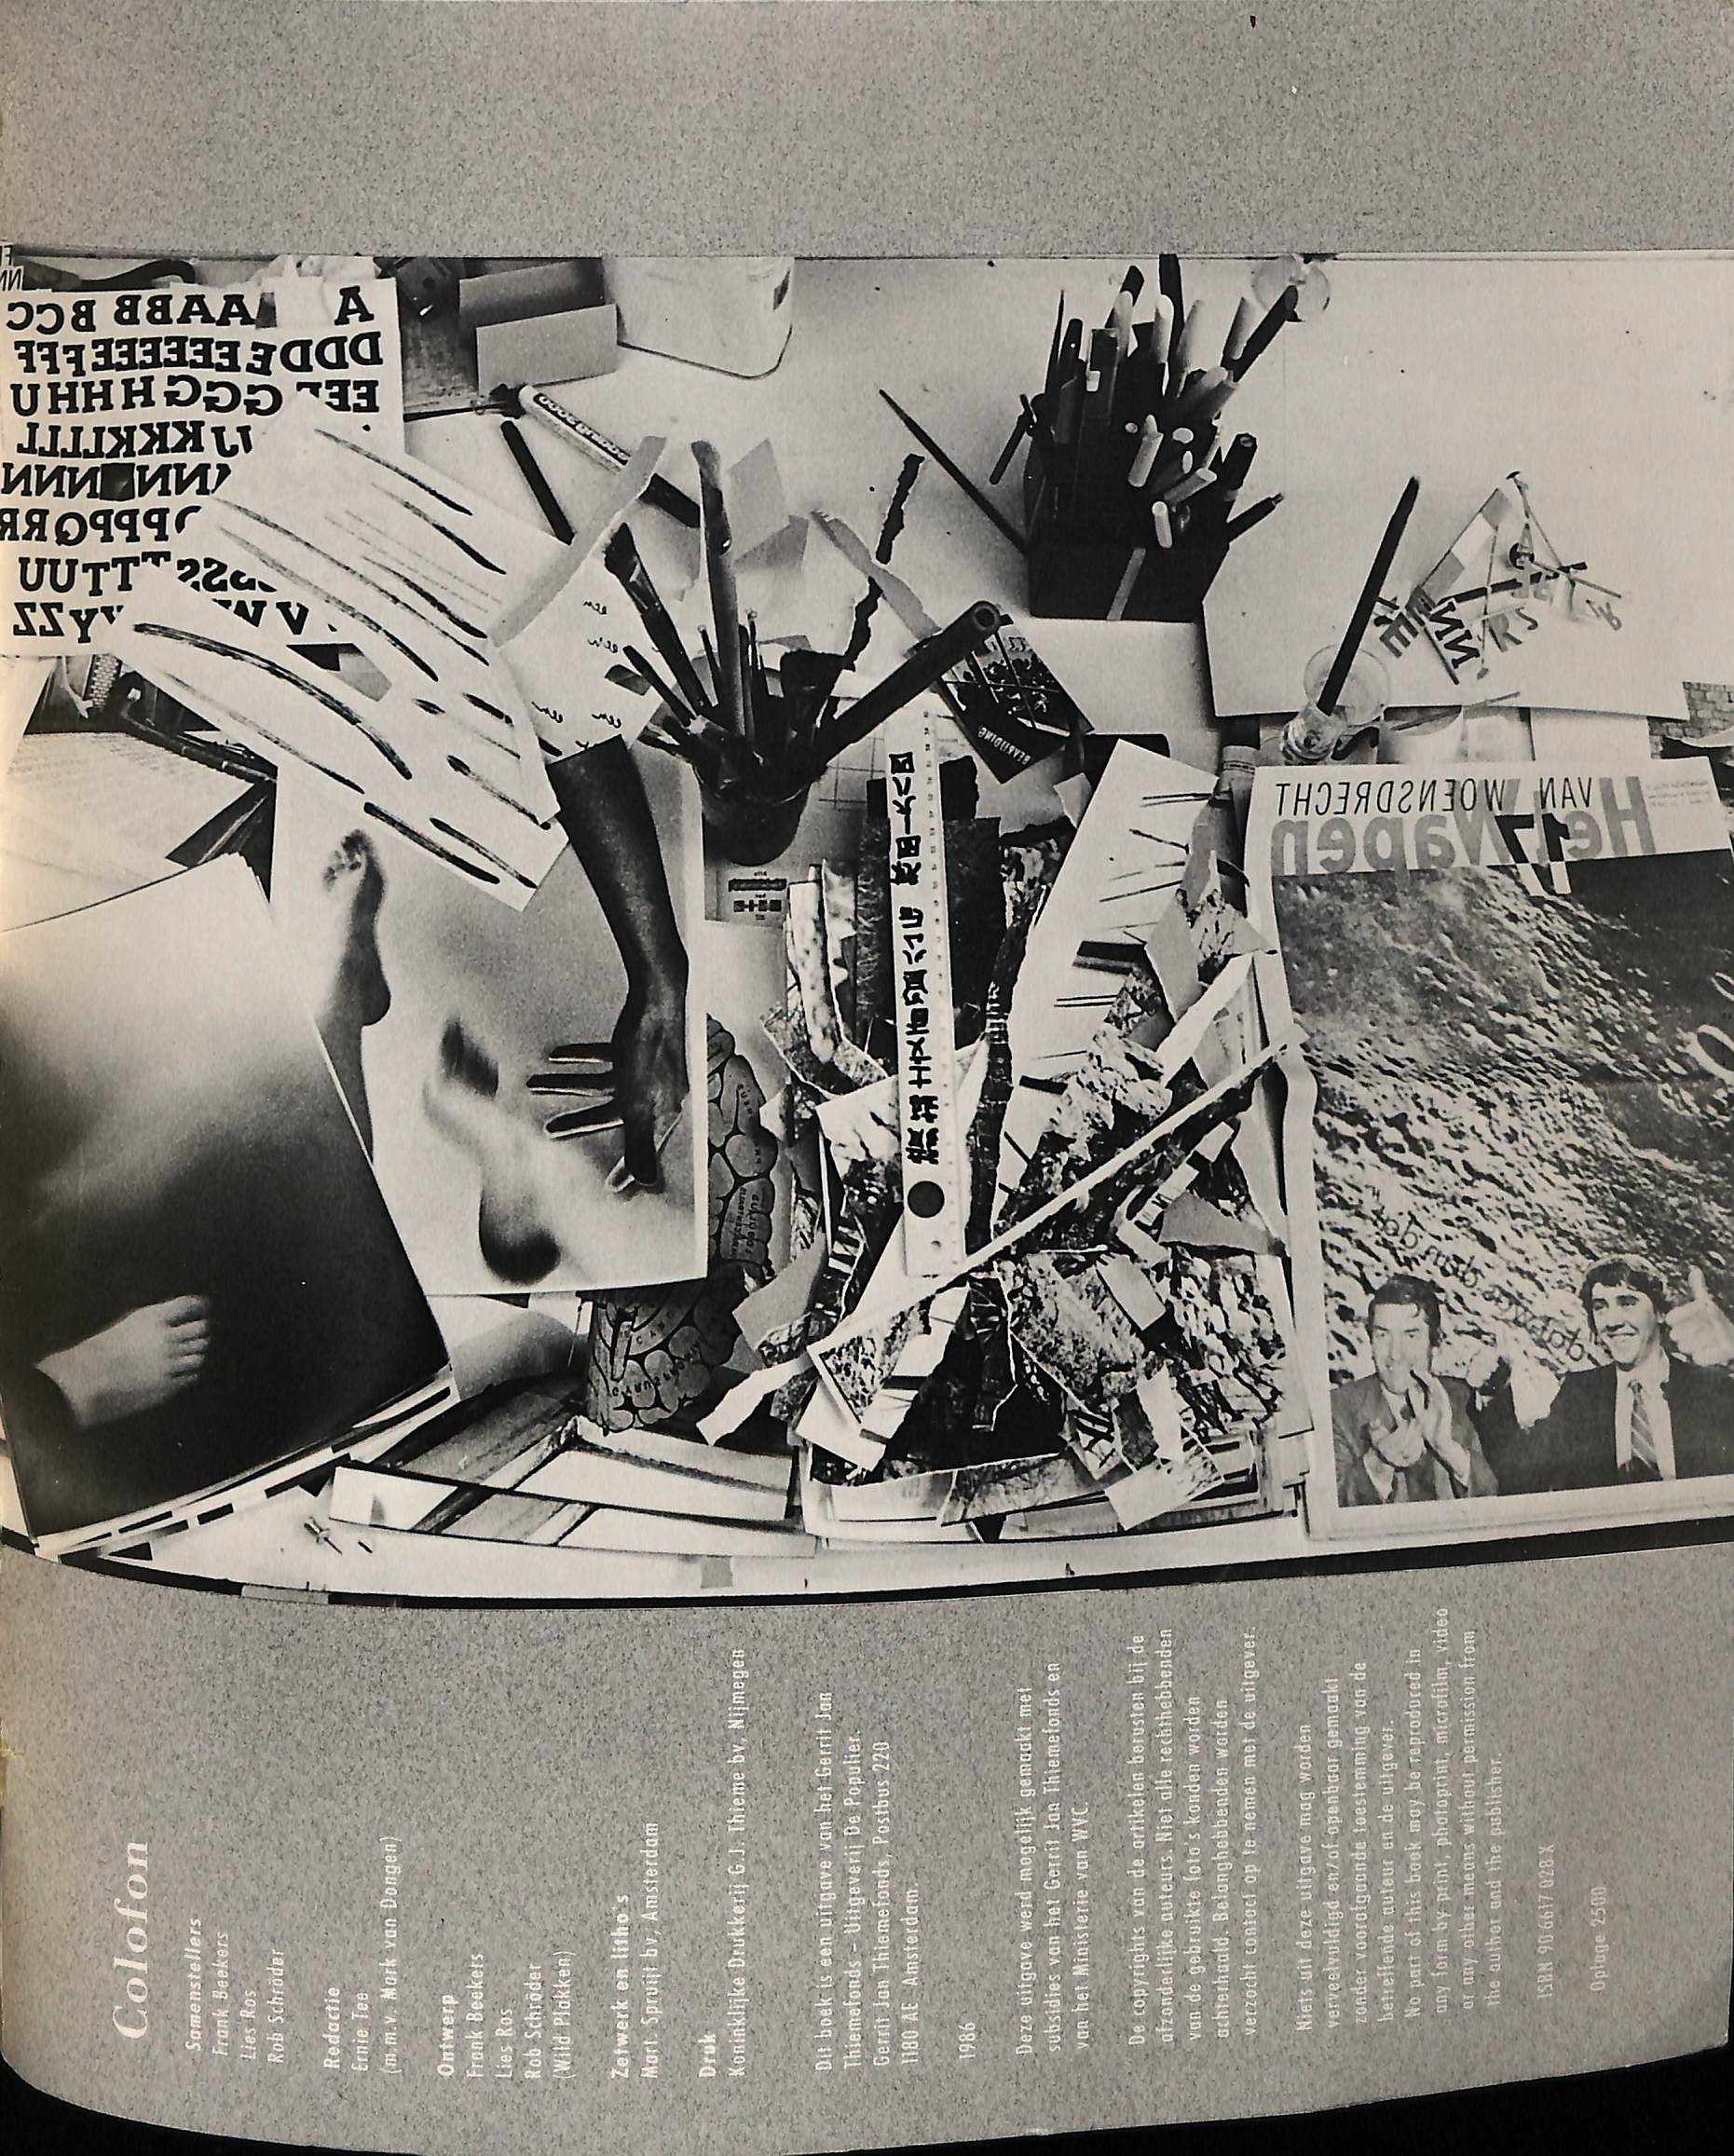 Colofon
Samenstellers
Frank Beekers
Lies Ros
Rob Schröder
Redactie
Ernie Tee
(m.m.v. Mark van Dongen)
Ontwerp
Frank Beekers
Lies Ros
Rob Schröder
(Wild Plakken)
Zetwerk en litho's
Mart. Spruijt bv, Amsterdam
Druk
Koninklijke Drukkerij G.J. Thieme bv, Nijmegen
Dit boek is een uitgave van het Gerrit Jan
Thiemefonds – Uitgeverij De Populier.
Gerrit Jan Thiemefonds, Postbus 220
1180 AE Amsterdam.
1986
Deze uitgave werd mogelijk gemaakt met
subsidies van het Gerrit Jan Thiemefonds en
van het Ministerie van WVC.
De copyrights van de artikelen berusten bij de
afzonderlijke auteurs. Niet alle rechthebbenden
van de gebruikte foto's konden worden
achterhaald. Belanghebbenden worden
verzocht contact op te nemen met de uitgever.
Niets uit deze uitgave mag worden
verveelvuldigd en/of openbaar gemaakt
zonder voorafgaande toestemming van de
betreffende auteur en de uitgever.
No part of this book may be reproduced in
any form by print, photoprint, microfilm, video
or any other means without permission from
the author and the publisher.
ISBN 90 6617 028 X
Oplage 2500
A AABB BCC
DDDEEEEEEEFFF
GGGHHHU
JKKKLLLL
VAN WOENSDRECHT
Het Wapen
17
BEARIDING